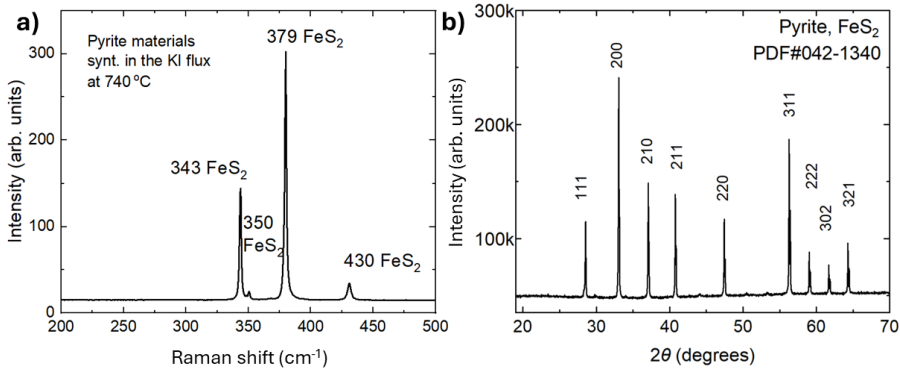 a)
Pyrite materials
synt. in the KI flux
at 740 °C
379 FeS₂
343 FeS₂
350
FeS₂
430 FeS₂
300
200
100
0
200
250
300
350
400
450
500
Intensity (arb. units)
Raman shift (cm⁻¹)
b)
Pyrite, FeS₂
PDF#042-1340
300k
200k
100k
111
200
210
211
220
311
222
302
321
20
30
40
50
60
70
Intensity (arb. units)
2θ (degrees)